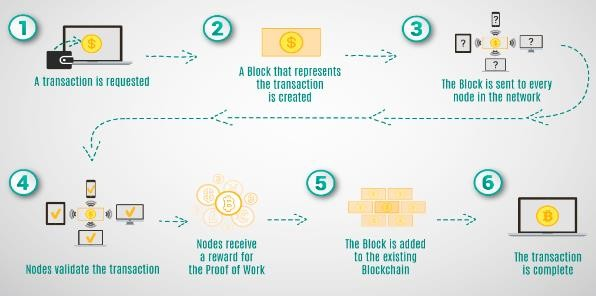 1
A transaction is requested
2
A Block that represents
the transaction
is created
3
? ? ? ?
The Block is sent to every
node in the network
4
Nodes validate the transaction
Nodes receive
a reward for
the Proof of Work
5
The Block is added
to the existing
Blockchain
6
The transaction
is complete